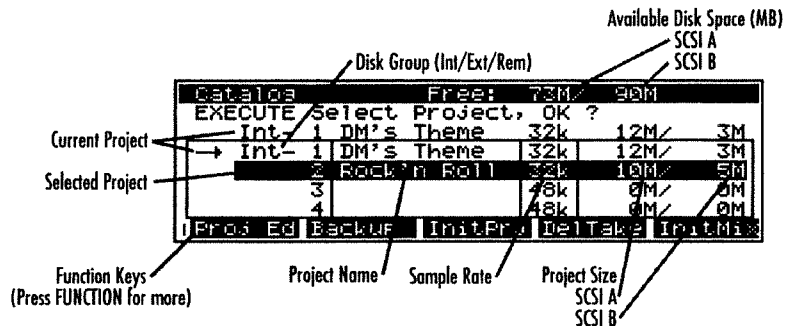 Available Disk Space (MB)
SCSI A
SCSI B
Disk Group (Int/Ext/Rem)
Catalog Free: 73M/ 90M
EXECUTE Select Project, OK ?
Int- 1 DM's Theme 32k 12M/ 3M
→ Int- 1 DM's Theme 32k 12M/ 3M
2 Rock'n Roll 32k 10M/ 5M
3 48k 0M/ 0M
4 48k 0M/ 0M
Proj Ed Backup InitPrj DelTake InitMix
Current Project
Selected Project
Function Keys
(Press FUNCTION for more)
Project Name
Sample Rate
Project Size
SCSI A
SCSI B